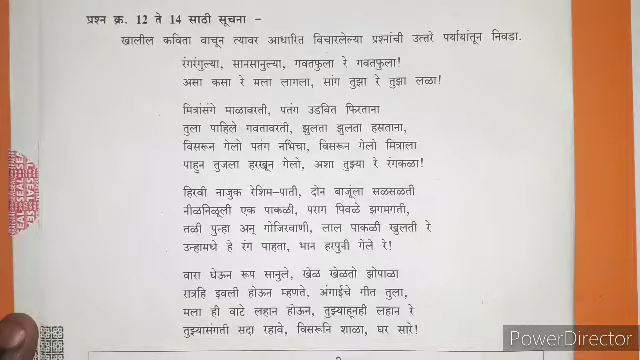 प्रश्न क्र. 12 ते 14 साठी सूचना –
खालील कविता वाचून त्यावर आधारित विचारलेल्या प्रश्नांची उत्तरे पर्यायांतून निवडा.
रंगरंगुल्या, सानसानुल्या, गवतफुला रे गवतफुला!
असा कसा रे मला लागला, सांग तुझा रे तुझा लळा!
मित्रांसंगे माळावरती, पतंग उडवित फिरताना
तुला पाहिले गवतावरती, झुलता झुलता हसताना,
विसरून गेलो पतंग नभिचा, विसरून गेलो मित्राला
पाहुन तुजला हरखून गेलो, अशा तुझ्या रे रंगकळा!
हिरवी नाजुक रेशिम-पाती, दोन बाजूंला सळसळती
नीळनिळूली एक पाकळी, पराग पिवळे झगमगती,
तळी पुन्हा अन् गोजिरवाणी, लाल पाकळी खुलती रे
उन्हामधे हे रंग पाहता, भान हरपुनी गेले रे!
वारा घेऊन रूप सानुले, खेळ खेळतो झोपाळा
रात्रहि इवली होऊन म्हणते, अंगाईचे गीत तुला,
मला ही वाटे लहान होऊन, तुझ्याहूनही लहान रे
तुझ्यासंगती सदा रहावे, विसरूनि शाळा, घर सारे!
PowerDirector